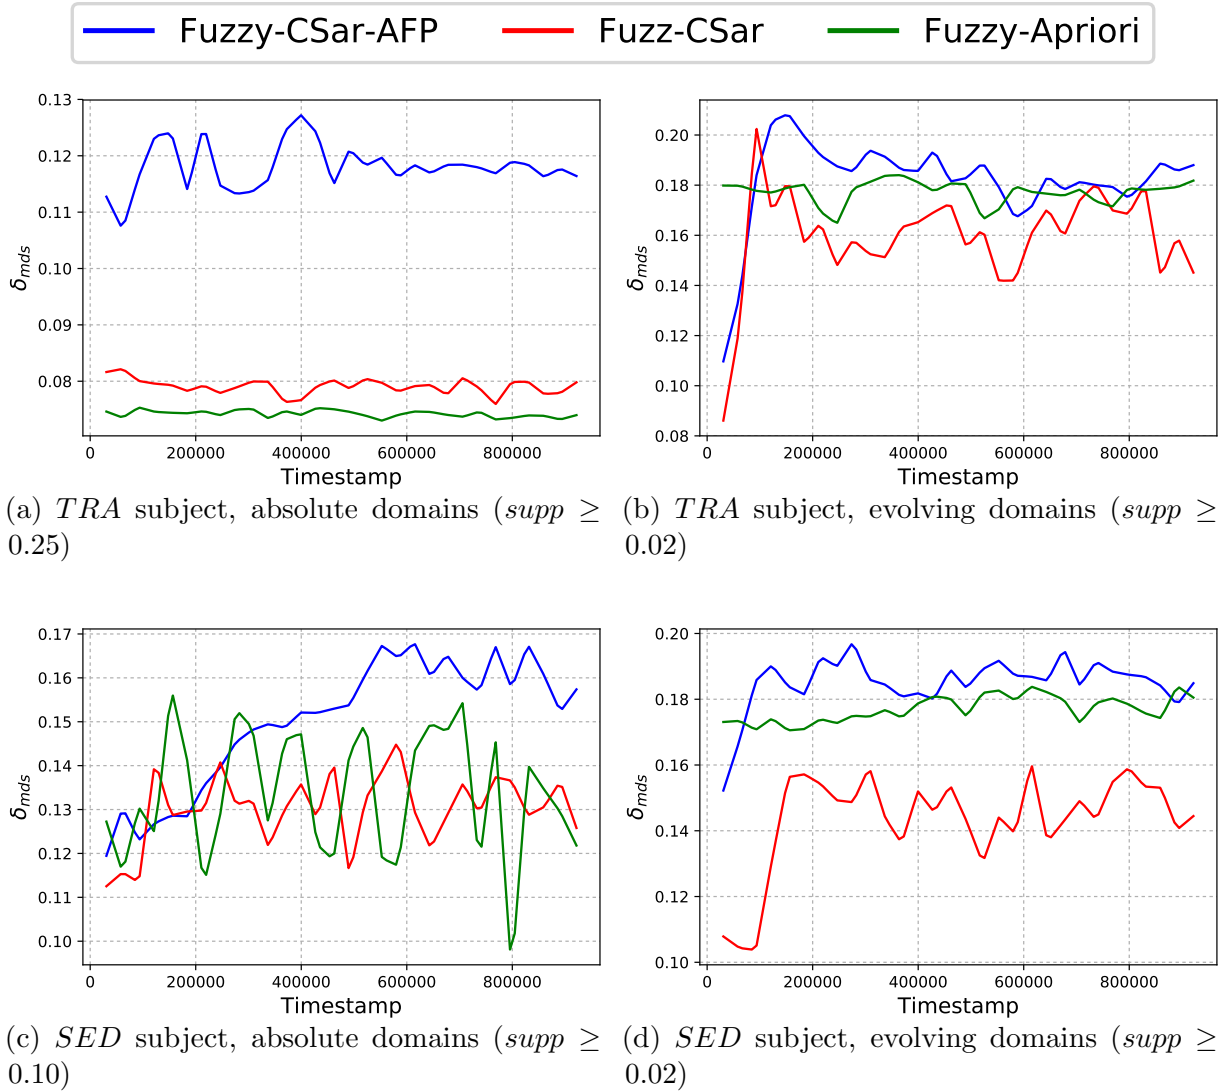 Fuzzy-CSar-AFP Fuzz-CSar Fuzzy-Apriori
0.13
0.12
0.11
0.10
0.09
0.08
δmds
0 200000 400000 600000 800000
Timestamp
(a) TRA subject, absolute domains (supp ≥
0.25)
0.20
0.18
0.16
0.14
0.12
0.10
0.08
δmds
0 200000 400000 600000 800000
Timestamp
(b) TRA subject, evolving domains (supp ≥
0.02)
0.17
0.16
0.15
0.14
0.13
0.12
0.11
0.10
δmds
0 200000 400000 600000 800000
Timestamp
(c) SED subject, absolute domains (supp ≥
0.10)
0.20
0.18
0.16
0.14
0.12
0.10
δmds
0 200000 400000 600000 800000
Timestamp
(d) SED subject, evolving domains (supp ≥
0.02)